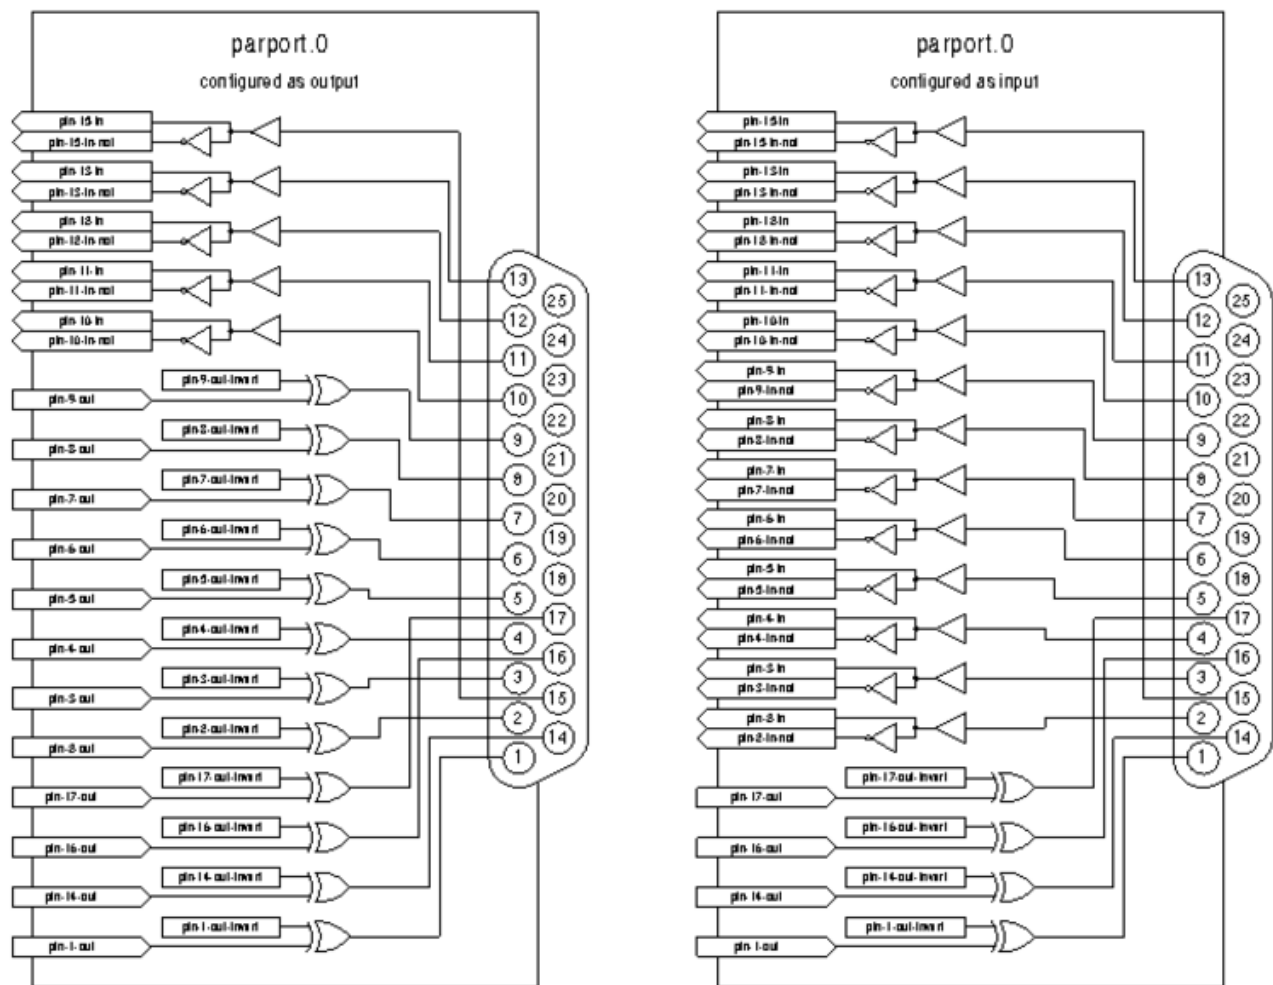 parport.0
configured as output
pin-15-in
pin-15-in-not
pin-13-in
pin-13-in-not
pin-12-in
pin-12-in-not
pin-11-in
pin-11-in-not
pin-10-in
pin-10-in-not
pin-9-out-invert
pin-9-out
pin-8-out-invert
pin-8-out
pin-7-out-invert
pin-7-out
pin-6-out-invert
pin-6-out
pin-5-out-invert
pin-5-out
pin-4-out-invert
pin-4-out
pin-3-out-invert
pin-3-out
pin-2-out-invert
pin-2-out
pin-17-out-invert
pin-17-out
pin-16-out-invert
pin-16-out
pin-14-out-invert
pin-14-out
pin-1-out-invert
pin-1-out
13
25
12
24
11
23
10
22
9
21
8
20
7
19
6
18
5
17
4
16
3
15
2
14
1
parport.0
configured as input
pin-15-in
pin-15-in-not
pin-13-in
pin-13-in-not
pin-12-in
pin-12-in-not
pin-11-in
pin-11-in-not
pin-10-in
pin-10-in-not
pin-9-in
pin-9-in-not
pin-8-in
pin-8-in-not
pin-7-in
pin-7-in-not
pin-6-in
pin-6-in-not
pin-5-in
pin-5-in-not
pin-4-in
pin-4-in-not
pin-3-in
pin-3-in-not
pin-2-in
pin-2-in-not
pin-17-out-invert
pin-17-out
pin-16-out-invert
pin-16-out
pin-14-out-invert
pin-14-out
pin-1-out-invert
pin-1-out
13
25
12
24
11
23
10
22
9
21
8
20
7
19
6
18
5
17
4
16
3
15
2
14
1